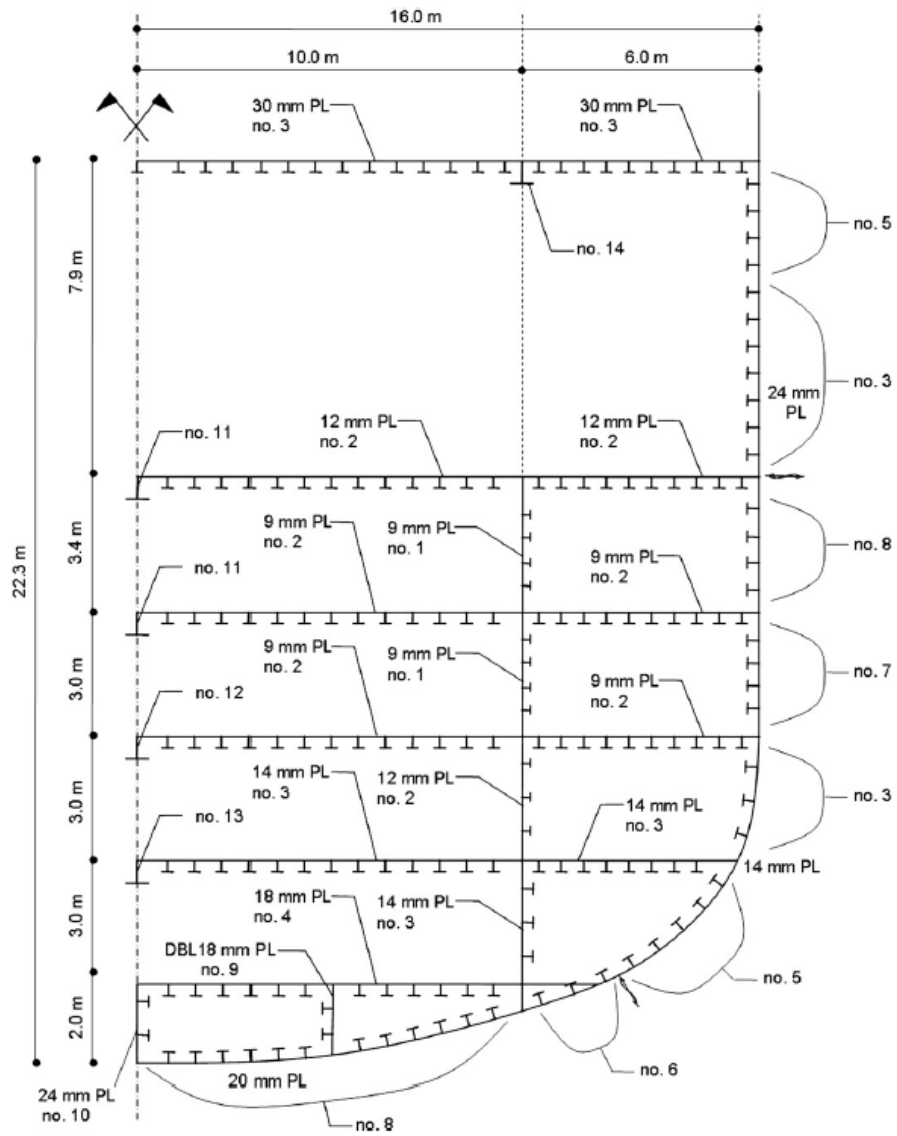 16.0 m
10.0 m
6.0 m
30 mm PL
no. 3
30 mm PL
no. 3
no. 5
no. 14
7.9 m
no. 3
24 mm
PL
12 mm PL
no. 2
12 mm PL
no. 2
no. 11
22.3 m
3.4 m
9 mm PL
no. 2
9 mm PL
no. 1
9 mm PL
no. 2
no. 8
no. 11
3.0 m
9 mm PL
no. 2
9 mm PL
no. 1
9 mm PL
no. 2
no. 7
no. 12
3.0 m
14 mm PL
no. 3
12 mm PL
no. 2
14 mm PL
no. 3
no. 3
no. 13
14 mm PL
3.0 m
18 mm PL
no. 4
14 mm PL
no. 3
DBL18 mm PL
no. 9
no. 5
2.0 m
no. 6
20 mm PL
24 mm PL
no. 10
no. 8